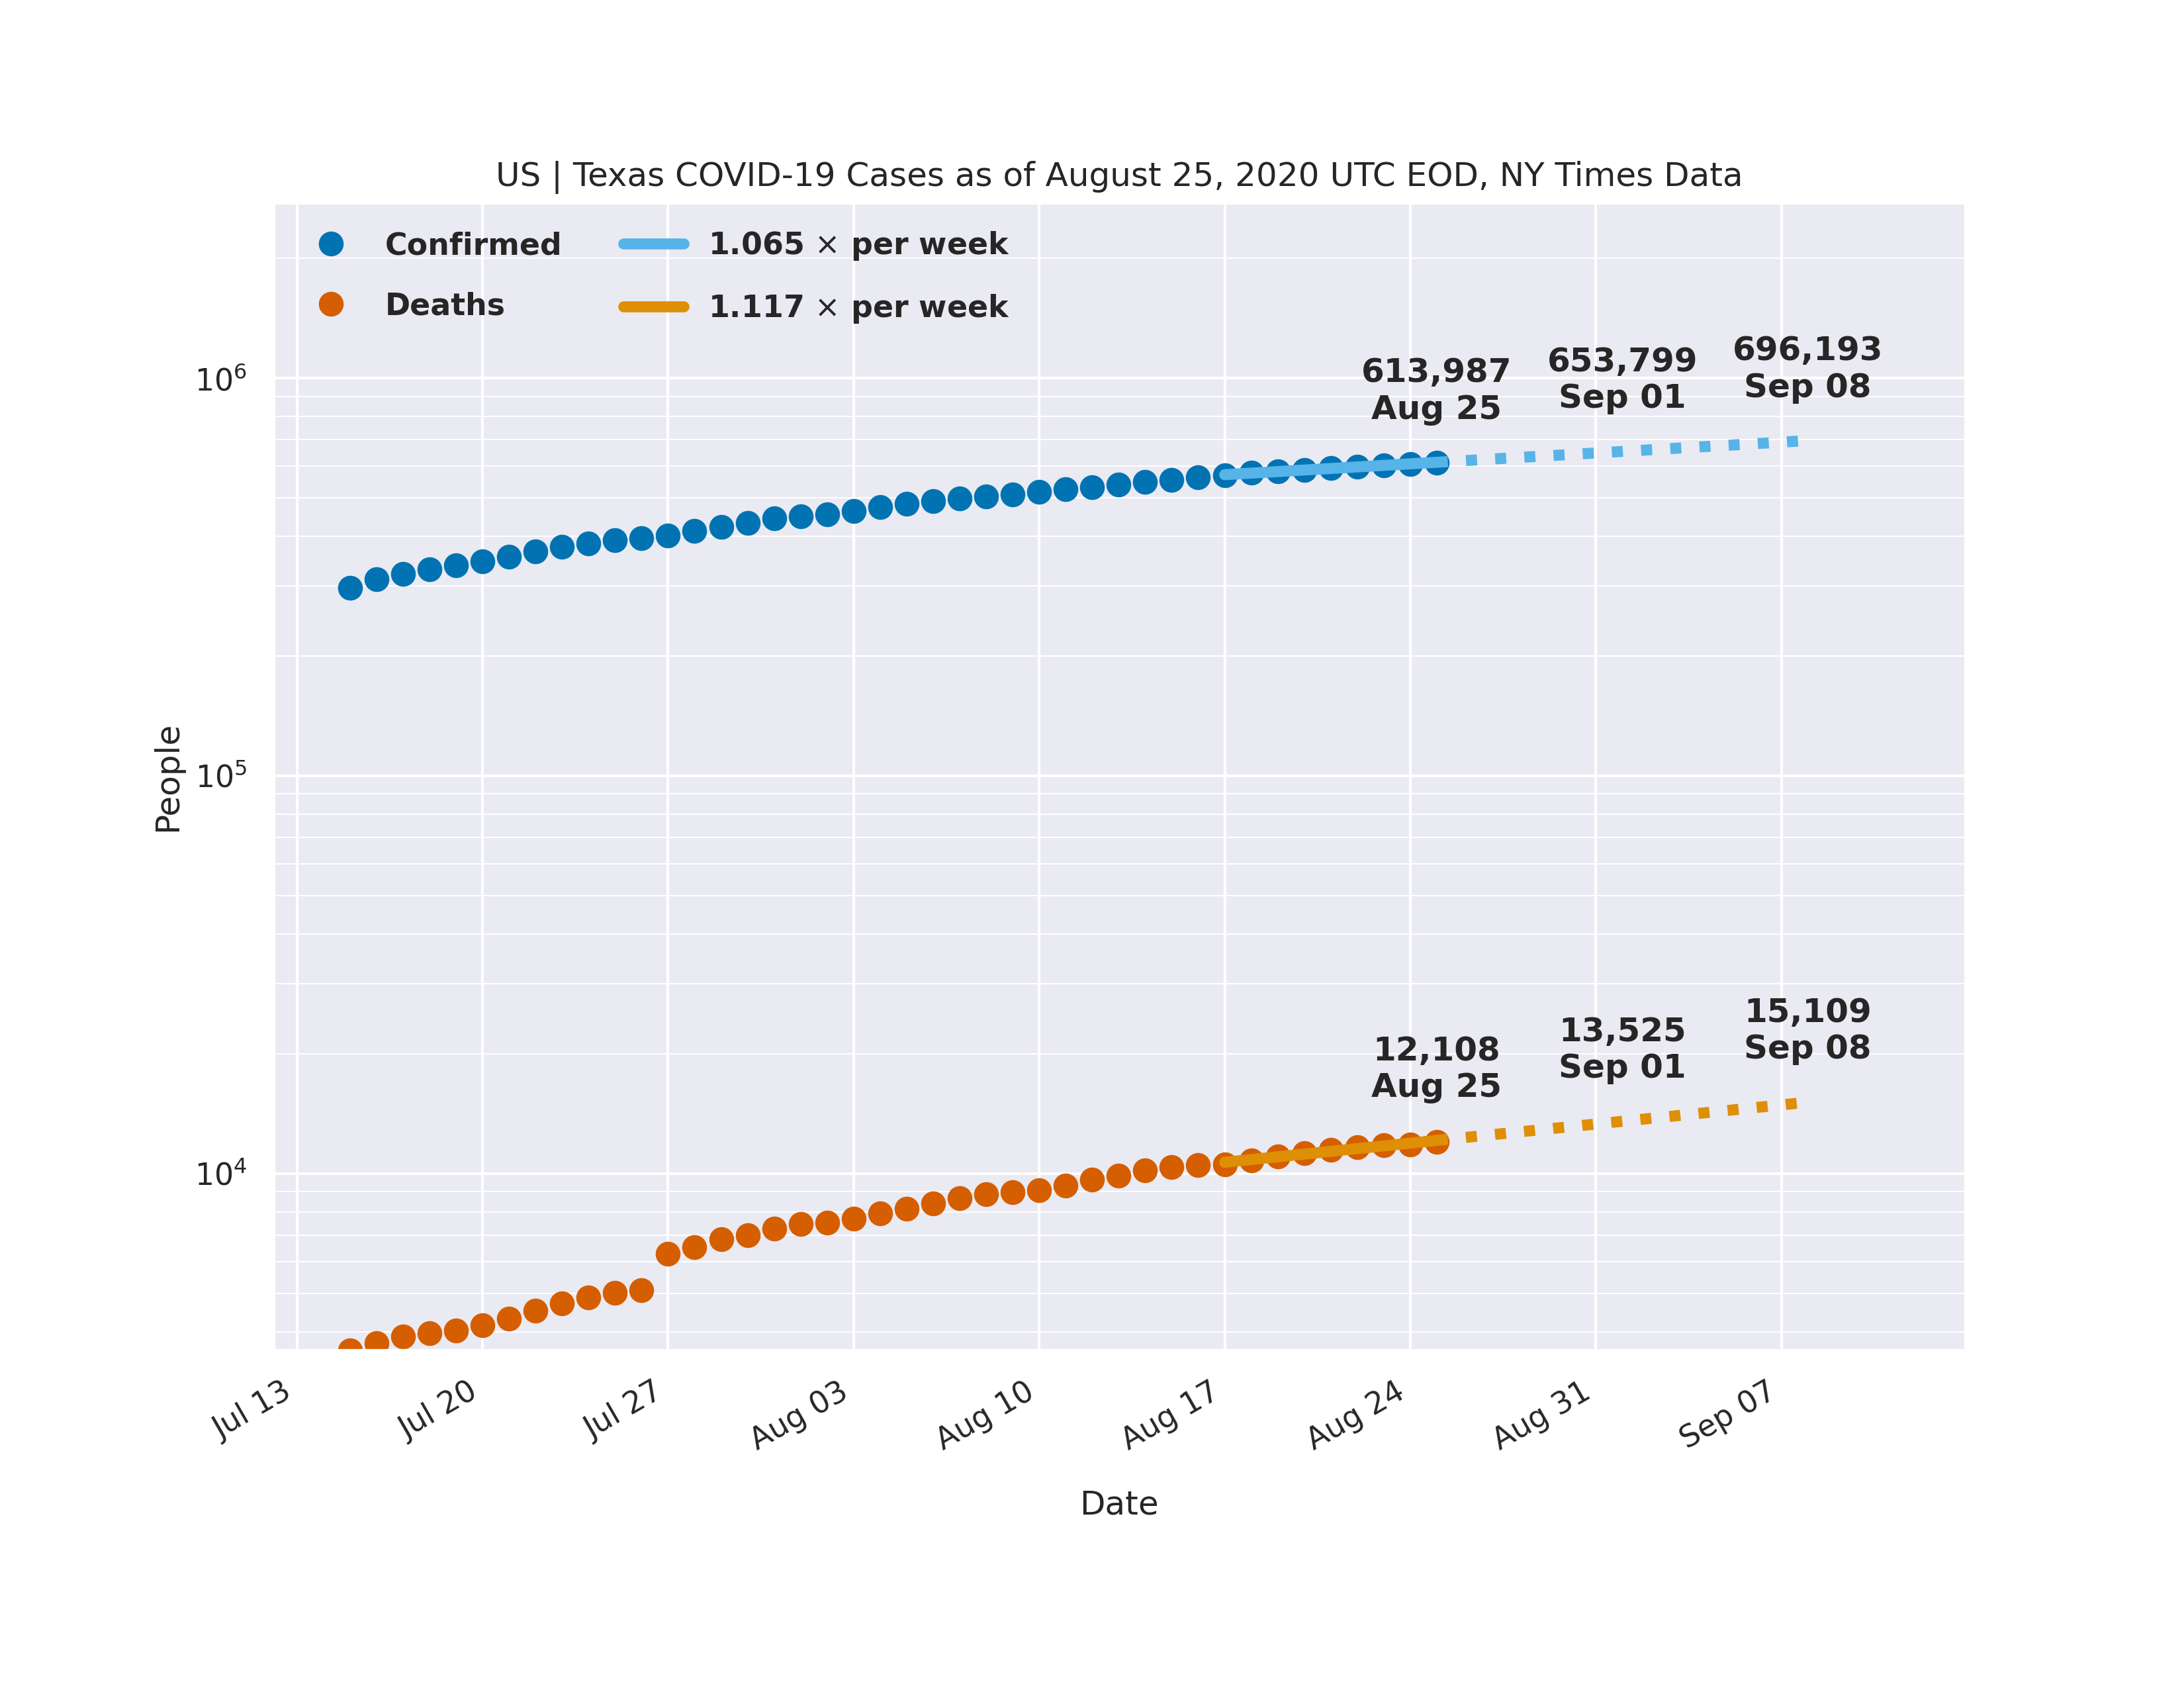 US | Texas COVID-19 Cases as of August 25, 2020 UTC EOD, NY Times Data
Confirmed
Deaths
1.065 × per week
1.117 × per week
613,987
Aug 25
653,799
Sep 01
696,193
Sep 08
12,108
Aug 25
13,525
Sep 01
15,109
Sep 08
People
10⁶
10⁵
10⁴
Jul 13
Jul 20
Jul 27
Aug 03
Aug 10
Aug 17
Aug 24
Aug 31
Sep 07
Date